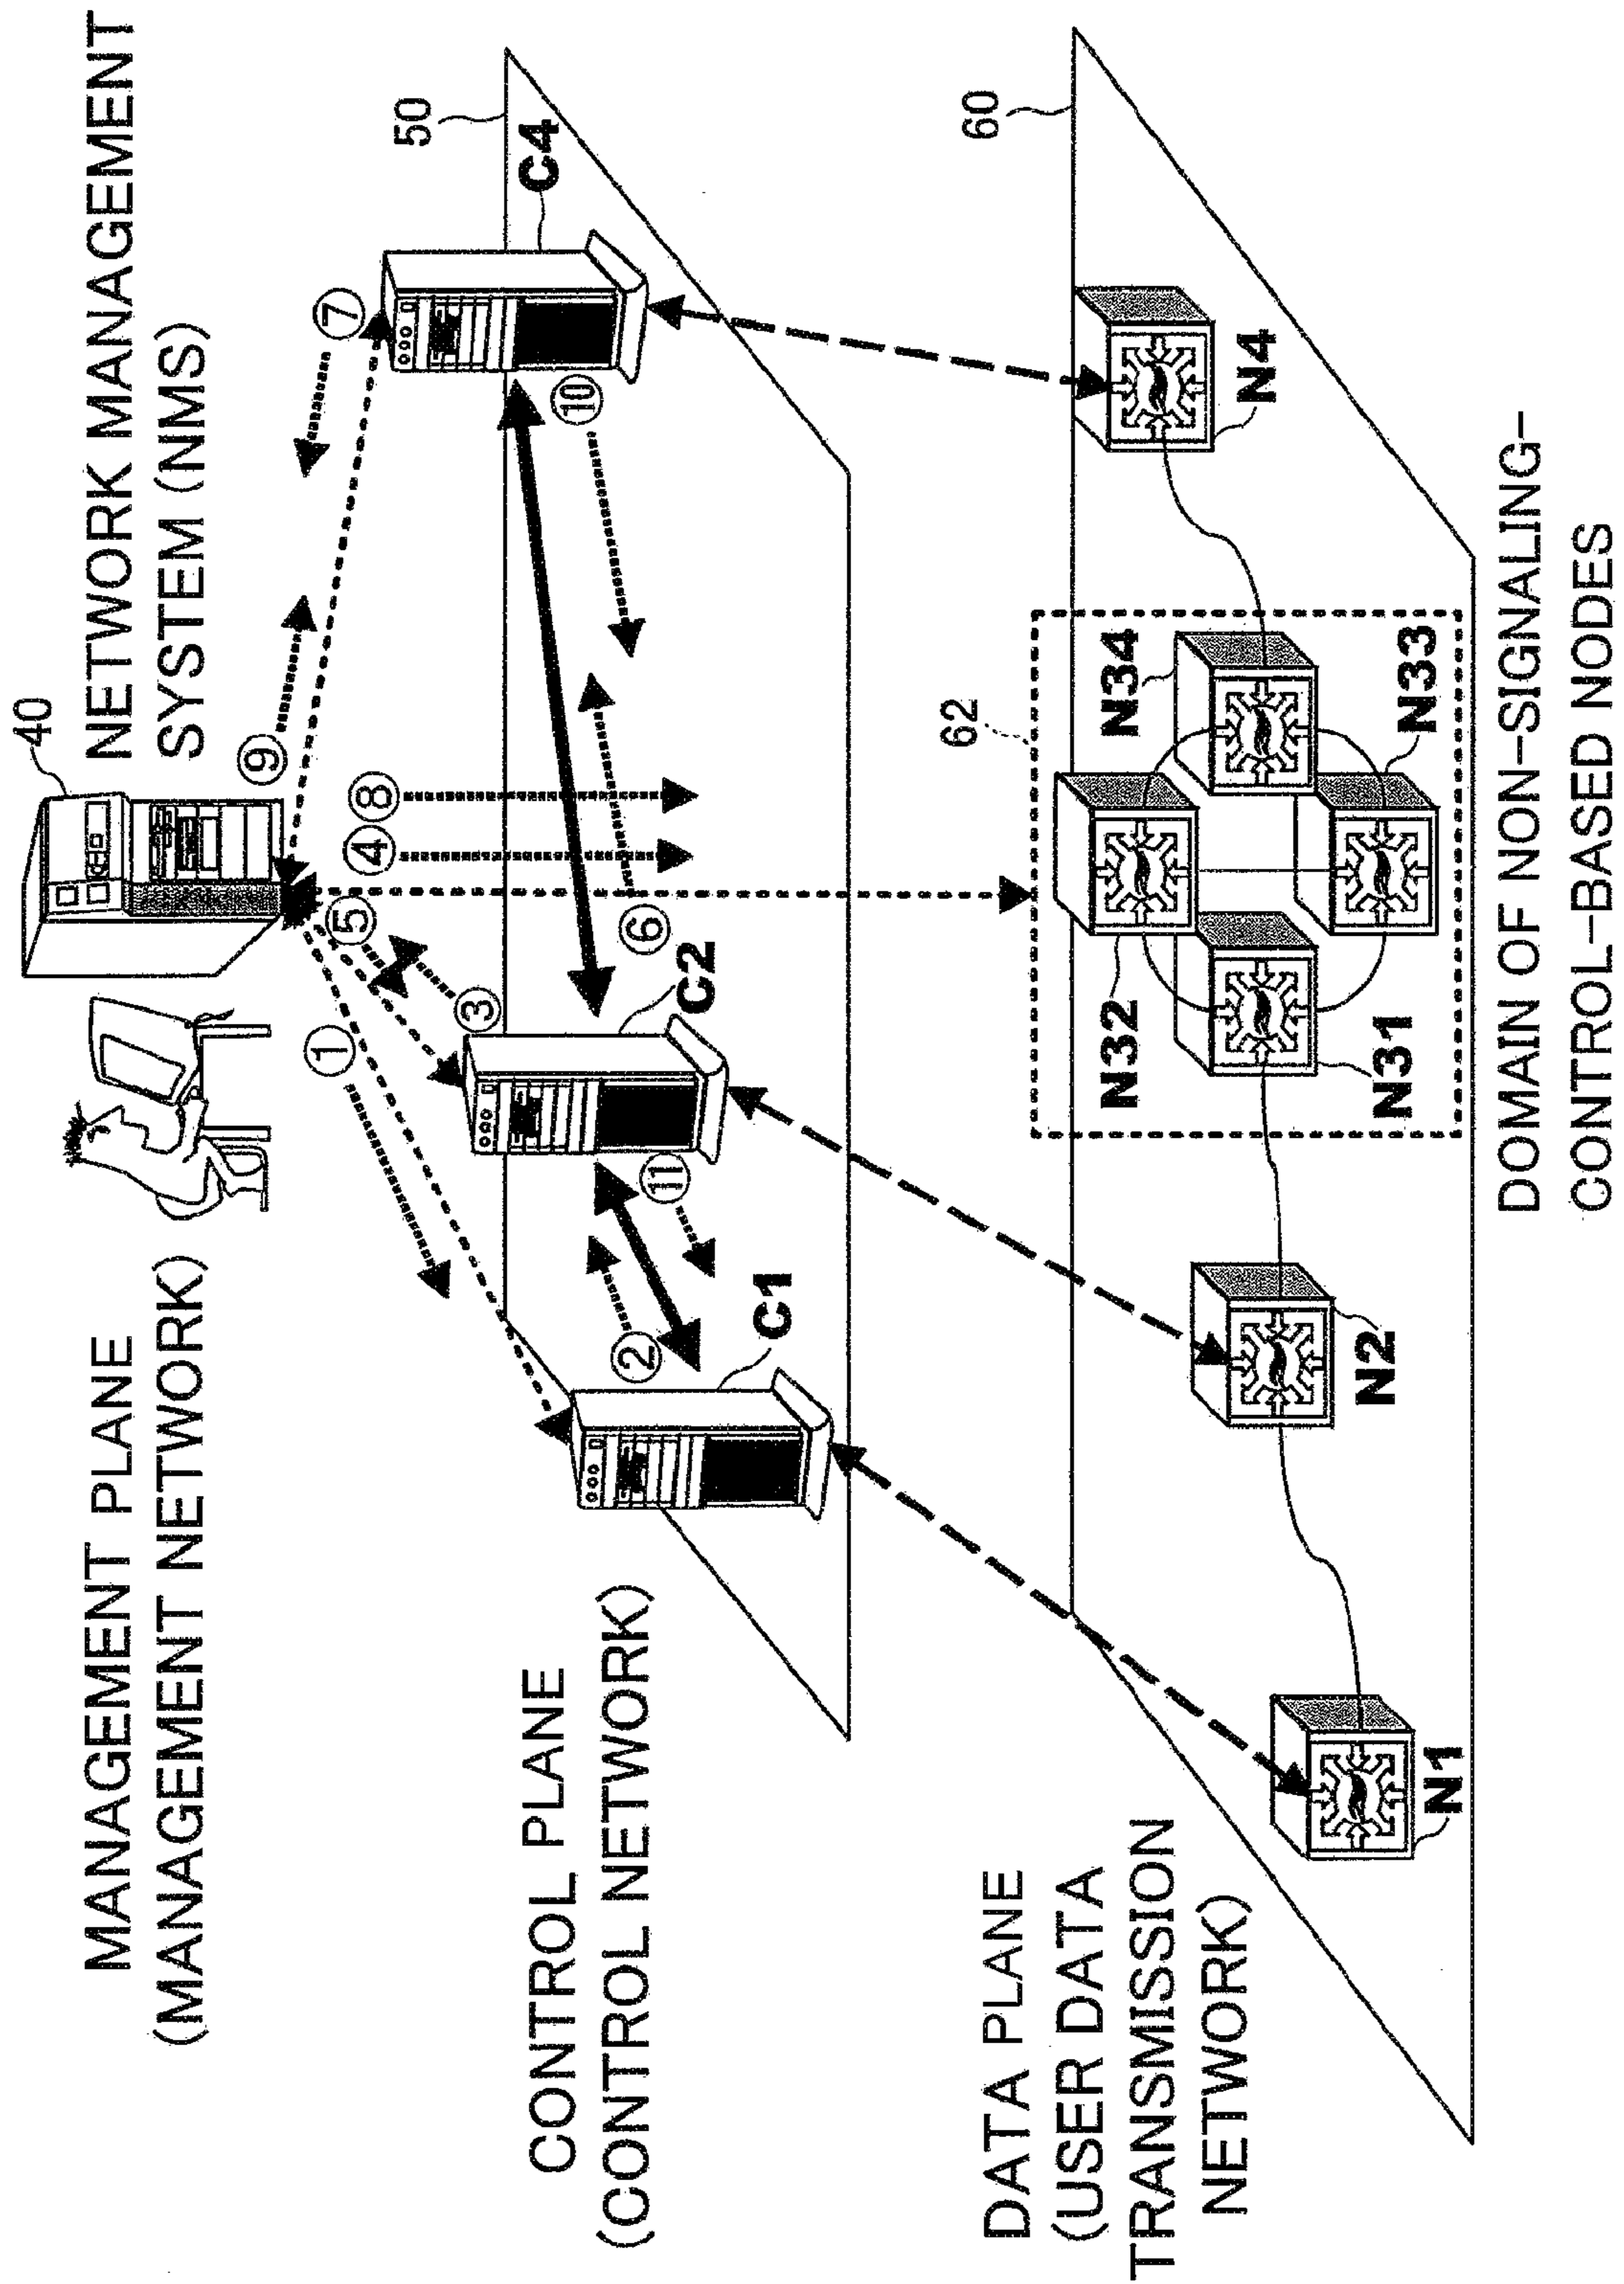 MANAGEMENT PLANE
(MANAGEMENT NETWORK)
40
NETWORK MANAGEMENT
SYSTEM (NMS)
①
⑤
③
④
⑧
⑨
⑦
CONTROL PLANE
(CONTROL NETWORK)
50
C1
②
⑪
C2
⑥
⑩
C4
DATA PLANE
(USER DATA
TRANSMISSION
NETWORK)
60
62
N1
N2
N31
N32
N33
N34
N4
DOMAIN OF NON-SIGNALING-
CONTROL-BASED NODES